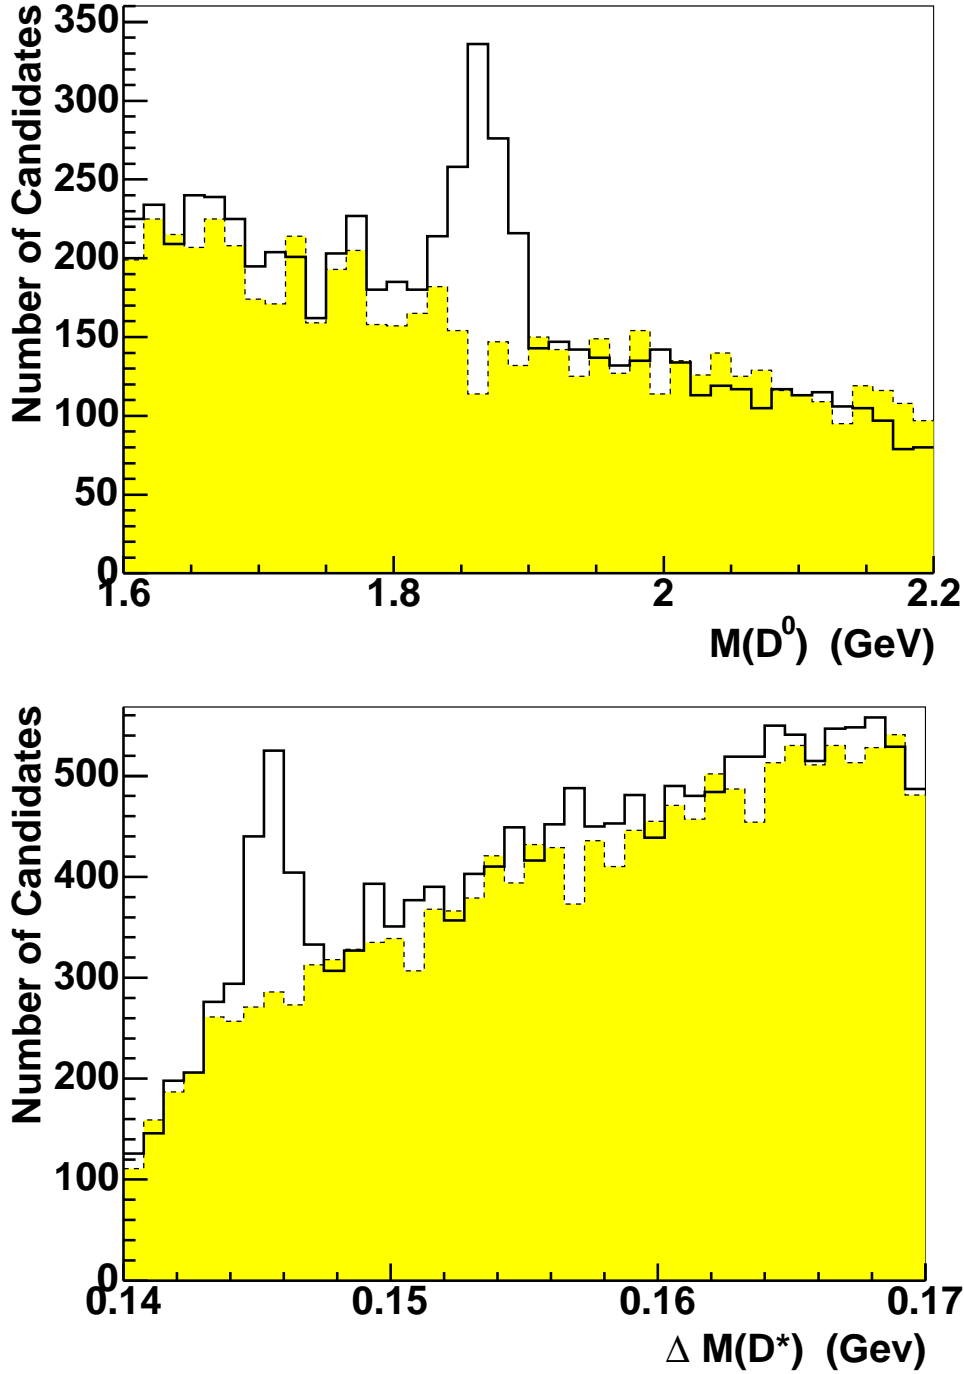 Number of Candidates
350
300
250
200
150
100
50
0
1.6 1.8 2 2.2
M(D⁰) (GeV)
Number of Candidates
500
400
300
200
100
0
0.14 0.15 0.16 0.17
Δ M(D*) (Gev)